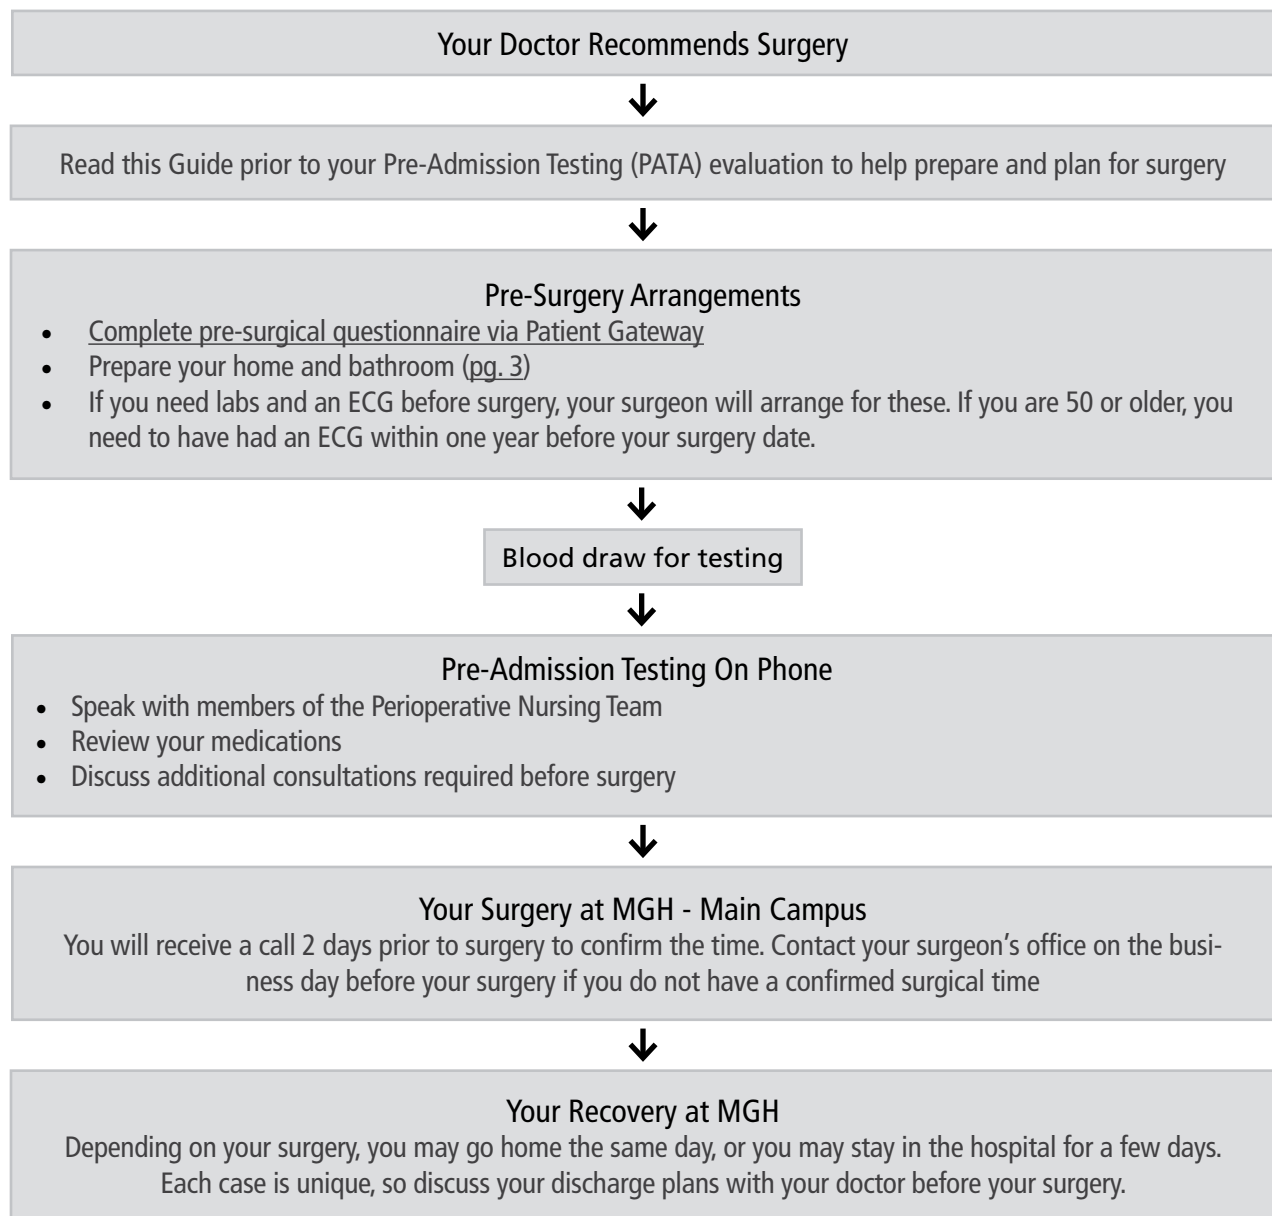 Your Doctor Recommends Surgery
Read this Guide prior to your Pre-Admission Testing (PATA) evaluation to help prepare and plan for surgery
Pre-Surgery Arrangements
• Complete pre-surgical questionnaire via Patient Gateway
• Prepare your home and bathroom (pg. 3)
• If you need labs and an ECG before surgery, your surgeon will arrange for these. If you are 50 or older, you
need to have had an ECG within one year before your surgery date.
Blood draw for testing
Pre-Admission Testing On Phone
• Speak with members of the Perioperative Nursing Team
• Review your medications
• Discuss additional consultations required before surgery
Your Surgery at MGH - Main Campus
You will receive a call 2 days prior to surgery to confirm the time. Contact your surgeon's office on the busi-
ness day before your surgery if you do not have a confirmed surgical time
Your Recovery at MGH
Depending on your surgery, you may go home the same day, or you may stay in the hospital for a few days.
Each case is unique, so discuss your discharge plans with your doctor before your surgery.